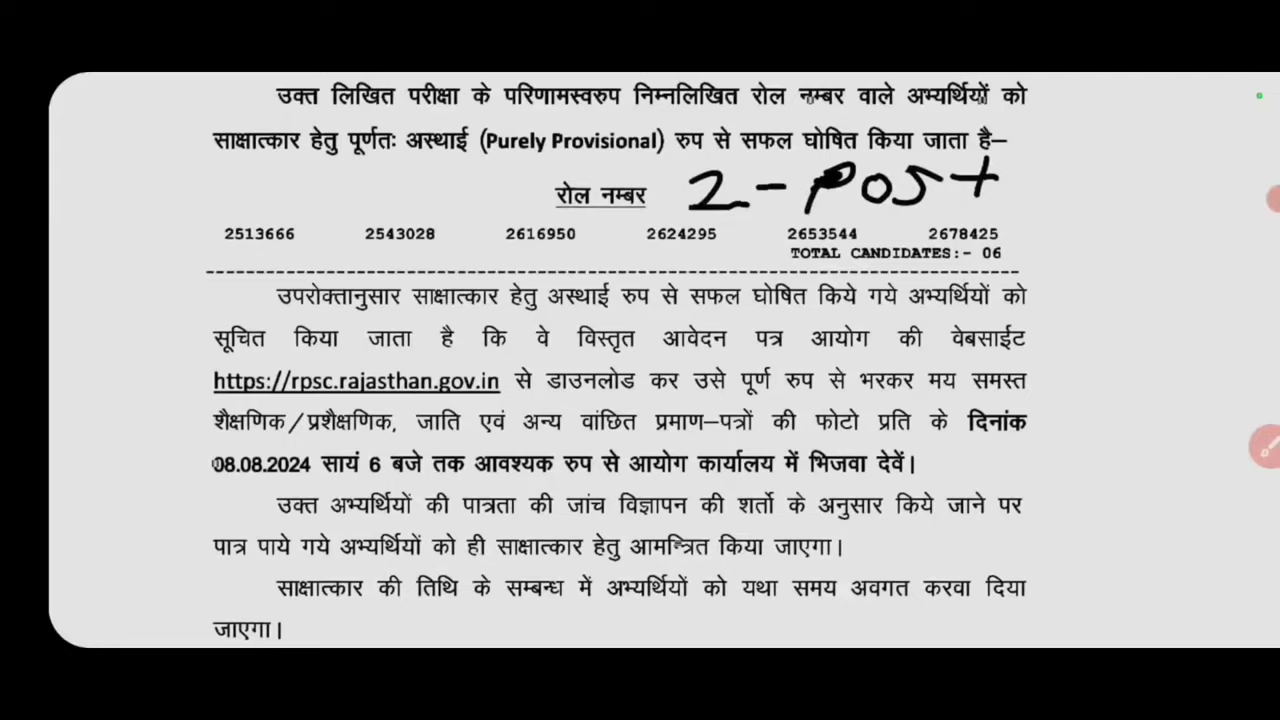 उक्त लिखित परीक्षा के परिणामस्वरुप निम्नलिखित रोल नम्बर वाले अभ्यर्थियों को
साक्षात्कार हेतु पूर्णतः अस्थाई (Purely Provisional) रुप से सफल घोषित किया जाता है–
रोल नम्बर 2-Post
2513666 2543028 2616950 2624295 2653544 2678425
TOTAL CANDIDATES:- 06
उपरोक्तानुसार साक्षात्कार हेतु अस्थाई रुप से सफल घोषित किये गये अभ्यर्थियों को
सूचित किया जाता है कि वे विस्तृत आवेदन पत्र आयोग की वेबसाईट
https://rpsc.rajasthan.gov.in से डाउनलोड कर उसे पूर्ण रुप से भरकर मय समस्त
शैक्षणिक/प्रशैक्षणिक, जाति एवं अन्य वांछित प्रमाण–पत्रों की फोटो प्रति के दिनांक
08.08.2024 सायं 6 बजे तक आवश्यक रुप से आयोग कार्यालय में भिजवा देवें।
उक्त अभ्यर्थियों की पात्रता की जांच विज्ञापन की शर्तो के अनुसार किये जाने पर
पात्र पाये गये अभ्यर्थियों को ही साक्षात्कार हेतु आमन्त्रित किया जाएगा।
साक्षात्कार की तिथि के सम्बन्ध में अभ्यर्थियों को यथा समय अवगत करवा दिया
जाएगा।